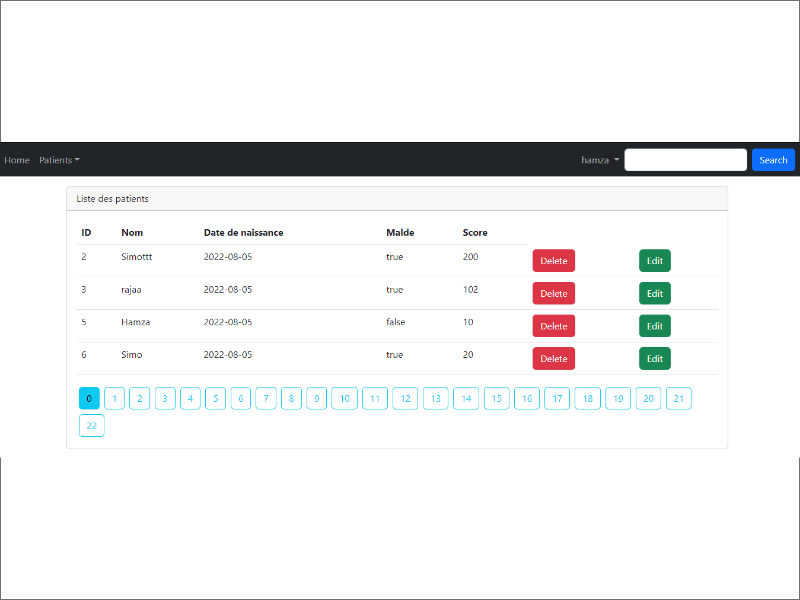 Home Patients hamza Search
Liste des patients
ID Nom Date de naissance Malde Score
2 Simottt 2022-08-05 true 200 Delete Edit
3 rajaa 2022-08-05 true 102 Delete Edit
5 Hamza 2022-08-05 false 10 Delete Edit
6 Simo 2022-08-05 true 20 Delete Edit
0 1 2 3 4 5 6 7 8 9 10 11 12 13 14 15 16 17 18 19 20 21
22